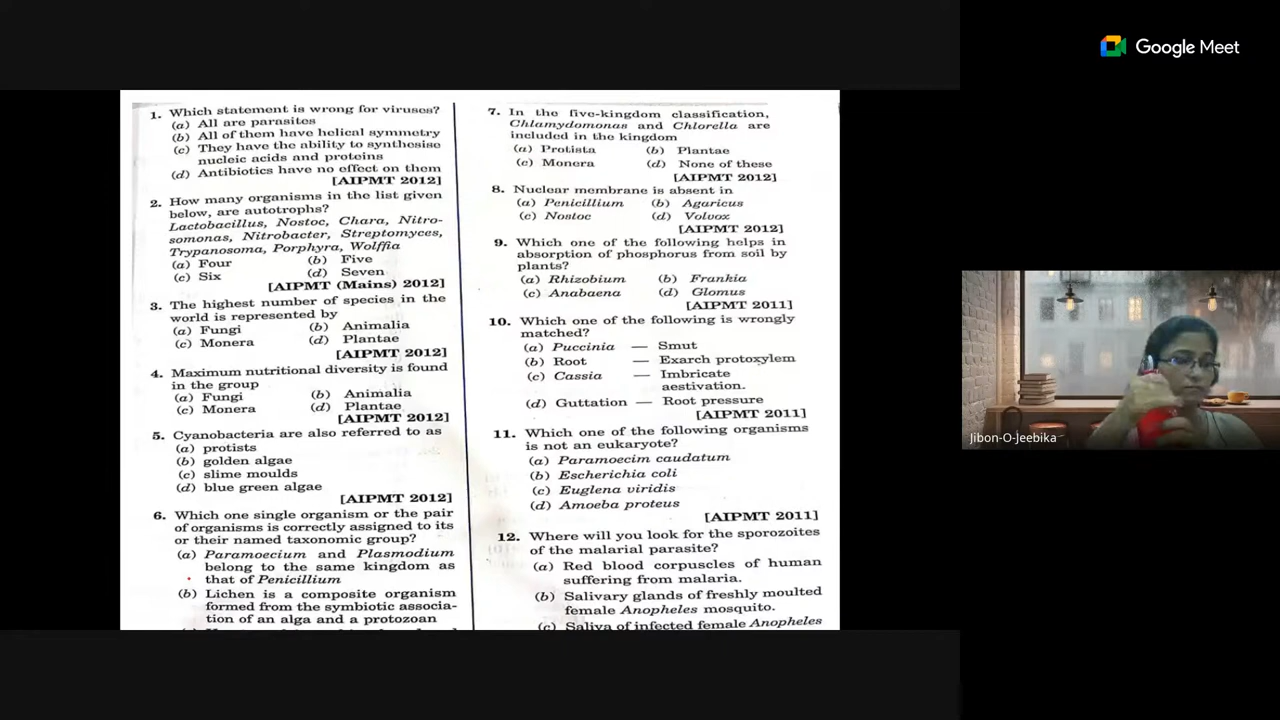 1. Which statement is wrong for viruses?
(a) All are parasites
(b) All of them have helical symmetry
(c) They have the ability to synthesise
nucleic acids and proteins
(d) Antibiotics have no effect on them
[AIPMT 2012]
2. How many organisms in the list given
below, are autotrophs?
Lactobacillus, Nostoc, Chara, Nitro-
somonas, Nitrobacter, Streptomyces,
Trypanosoma, Porphyra, Wolffia
(a) Four (b) Five
(c) Six (d) Seven
[AIPMT (Mains) 2012]
3. The highest number of species in the
world is represented by
(a) Fungi (b) Animalia
(c) Monera (d) Plantae
[AIPMT 2012]
4. Maximum nutritional diversity is found
in the group
(a) Fungi (b) Animalia
(c) Monera (d) Plantae
[AIPMT 2012]
5. Cyanobacteria are also referred to as
(a) protists
(b) golden algae
(c) slime moulds
(d) blue green algae
[AIPMT 2012]
6. Which one single organism or the pair
of organisms is correctly assigned to its
or their named taxonomic group?
(a) Paramoecium and Plasmodium
belong to the same kingdom as
that of Penicillium
(b) Lichen is a composite organism
formed from the symbiotic associa-
tion of an alga and a protozoan
7. In the five-kingdom classification,
Chlamydomonas and Chlorella are
included in the kingdom
(a) Protista (b) Plantae
(c) Monera (d) None of these
[AIPMT 2012]
8. Nuclear membrane is absent in
(a) Penicillium (b) Agaricus
(c) Nostoc (d) Volvox
[AIPMT 2012]
9. Which one of the following helps in
absorption of phosphorus from soil by
plants?
(a) Rhizobium (b) Frankia
(c) Anabaena (d) Glomus
[AIPMT 2011]
10. Which one of the following is wrongly
matched?
(a) Puccinia — Smut
(b) Root — Exarch protoxylem
(c) Cassia — Imbricate
aestivation.
(d) Guttation — Root pressure
[AIPMT 2011]
11. Which one of the following organisms
is not an eukaryote?
(a) Paramoecim caudatum
(b) Escherichia coli
(c) Euglena viridis
(d) Amoeba proteus
[AIPMT 2011]
12. Where will you look for the sporozoites
of the malarial parasite?
(a) Red blood corpuscles of human
suffering from malaria.
(b) Salivary glands of freshly moulted
female Anopheles mosquito.
(c) Saliva of infected female Anopheles
Google Meet
Jibon-O-Jeebika